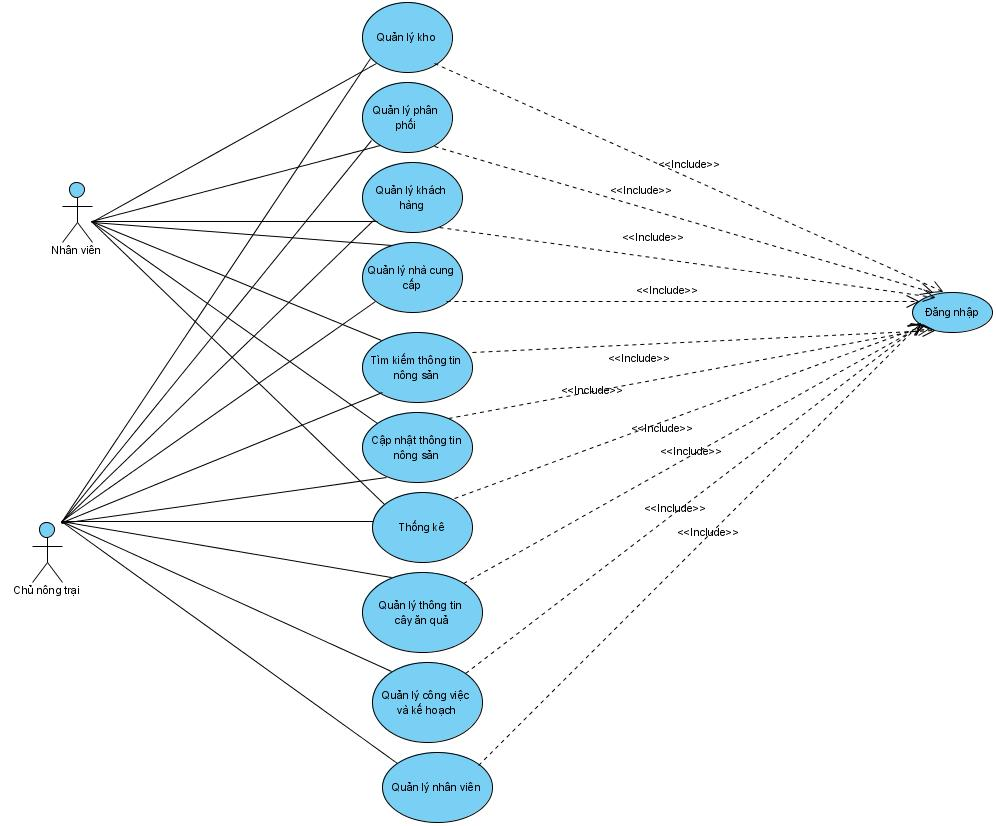 Quản lý kho
Quản lý phân
phối
<<Include>>
Quản lý khách
hàng
<<Include>>
Nhân viên
<<Include>>
Quản lý nhà cung
cấp
<<Include>>
Đăng nhập
Tìm kiếm thông tin
nông sản
<<Include>>
<<Include>>
Cập nhật thông tin
nông sản
<<Include>>
<<Include>>
Thống kê
<<Include>>
<<Include>>
Chủ nông trại
Quản lý thông tin
cây ăn quả
Quản lý công việc
và kế hoạch
Quản lý nhân viên